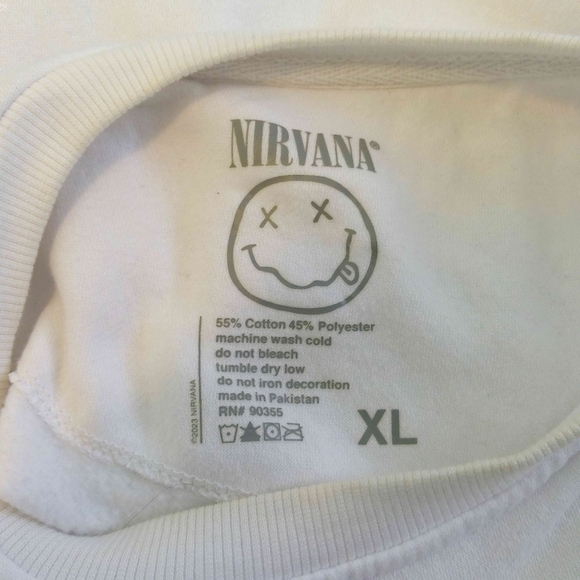 NIRVANA®
55% Cotton 45% Polyester
machine wash cold
do not bleach
tumble dry low
do not iron decoration
made in Pakistan
RN# 90355
XL
©2023 NIRVANA